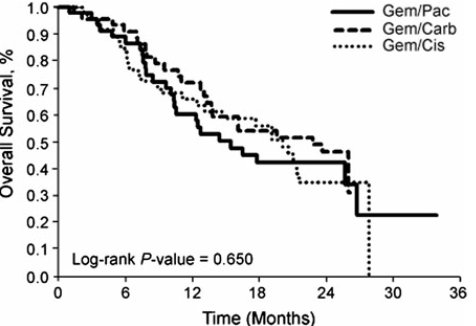 Gem/Pac
Gem/Carb
Gem/Cis
Overall Survival, %
1.0
0.9
0.8
0.7
0.6
0.5
0.4
0.3
0.2
0.1
0.0
Log-rank P-value = 0.650
0 6 12 18 24 30 36
Time (Months)